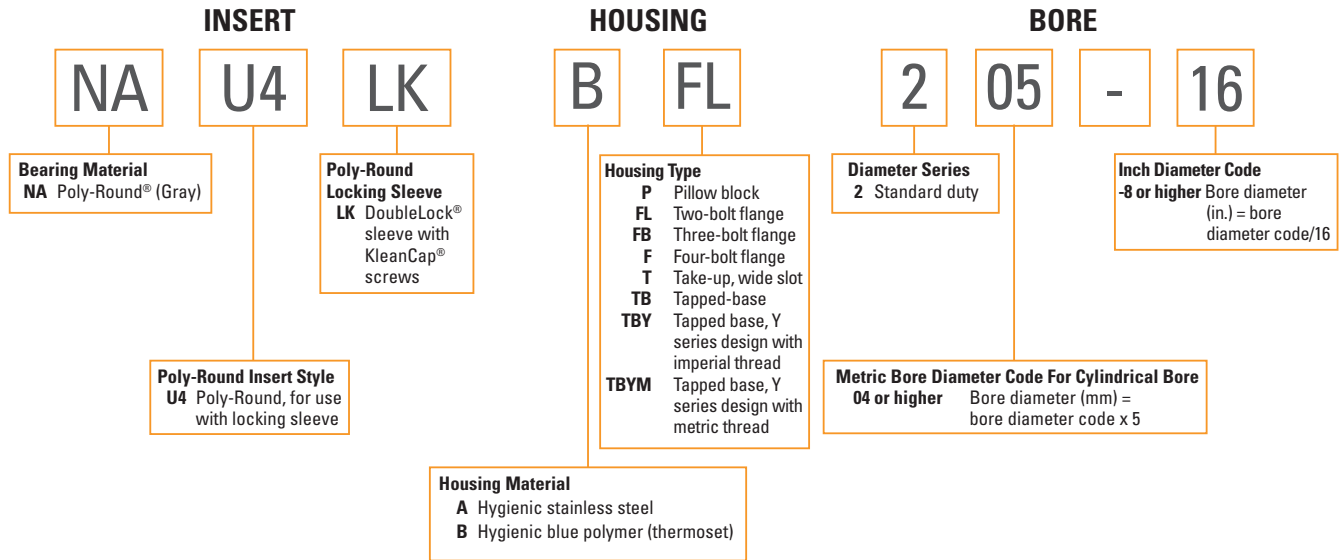 INSERT
HOUSING
BORE
NA
U4
LK
B
FL
2
05
-
16
Bearing Material
NA Poly-Round® (Gray)
Poly-Round
Locking Sleeve
LK DoubleLock®
sleeve with
KleanCap®
screws
Housing Type
P Pillow block
FL Two-bolt flange
FB Three-bolt flange
F Four-bolt flange
T Take-up, wide slot
TB Tapped-base
TBY Tapped base, Y
series design with
imperial thread
TBYM Tapped base, Y
series design with
metric thread
Diameter Series
2 Standard duty
Inch Diameter Code
-8 or higher Bore diameter
(in.) = bore
diameter code/16
Poly-Round Insert Style
U4 Poly-Round, for use
with locking sleeve
Metric Bore Diameter Code For Cylindrical Bore
04 or higher Bore diameter (mm) =
bore diameter code x 5
Housing Material
A Hygienic stainless steel
B Hygienic blue polymer (thermoset)